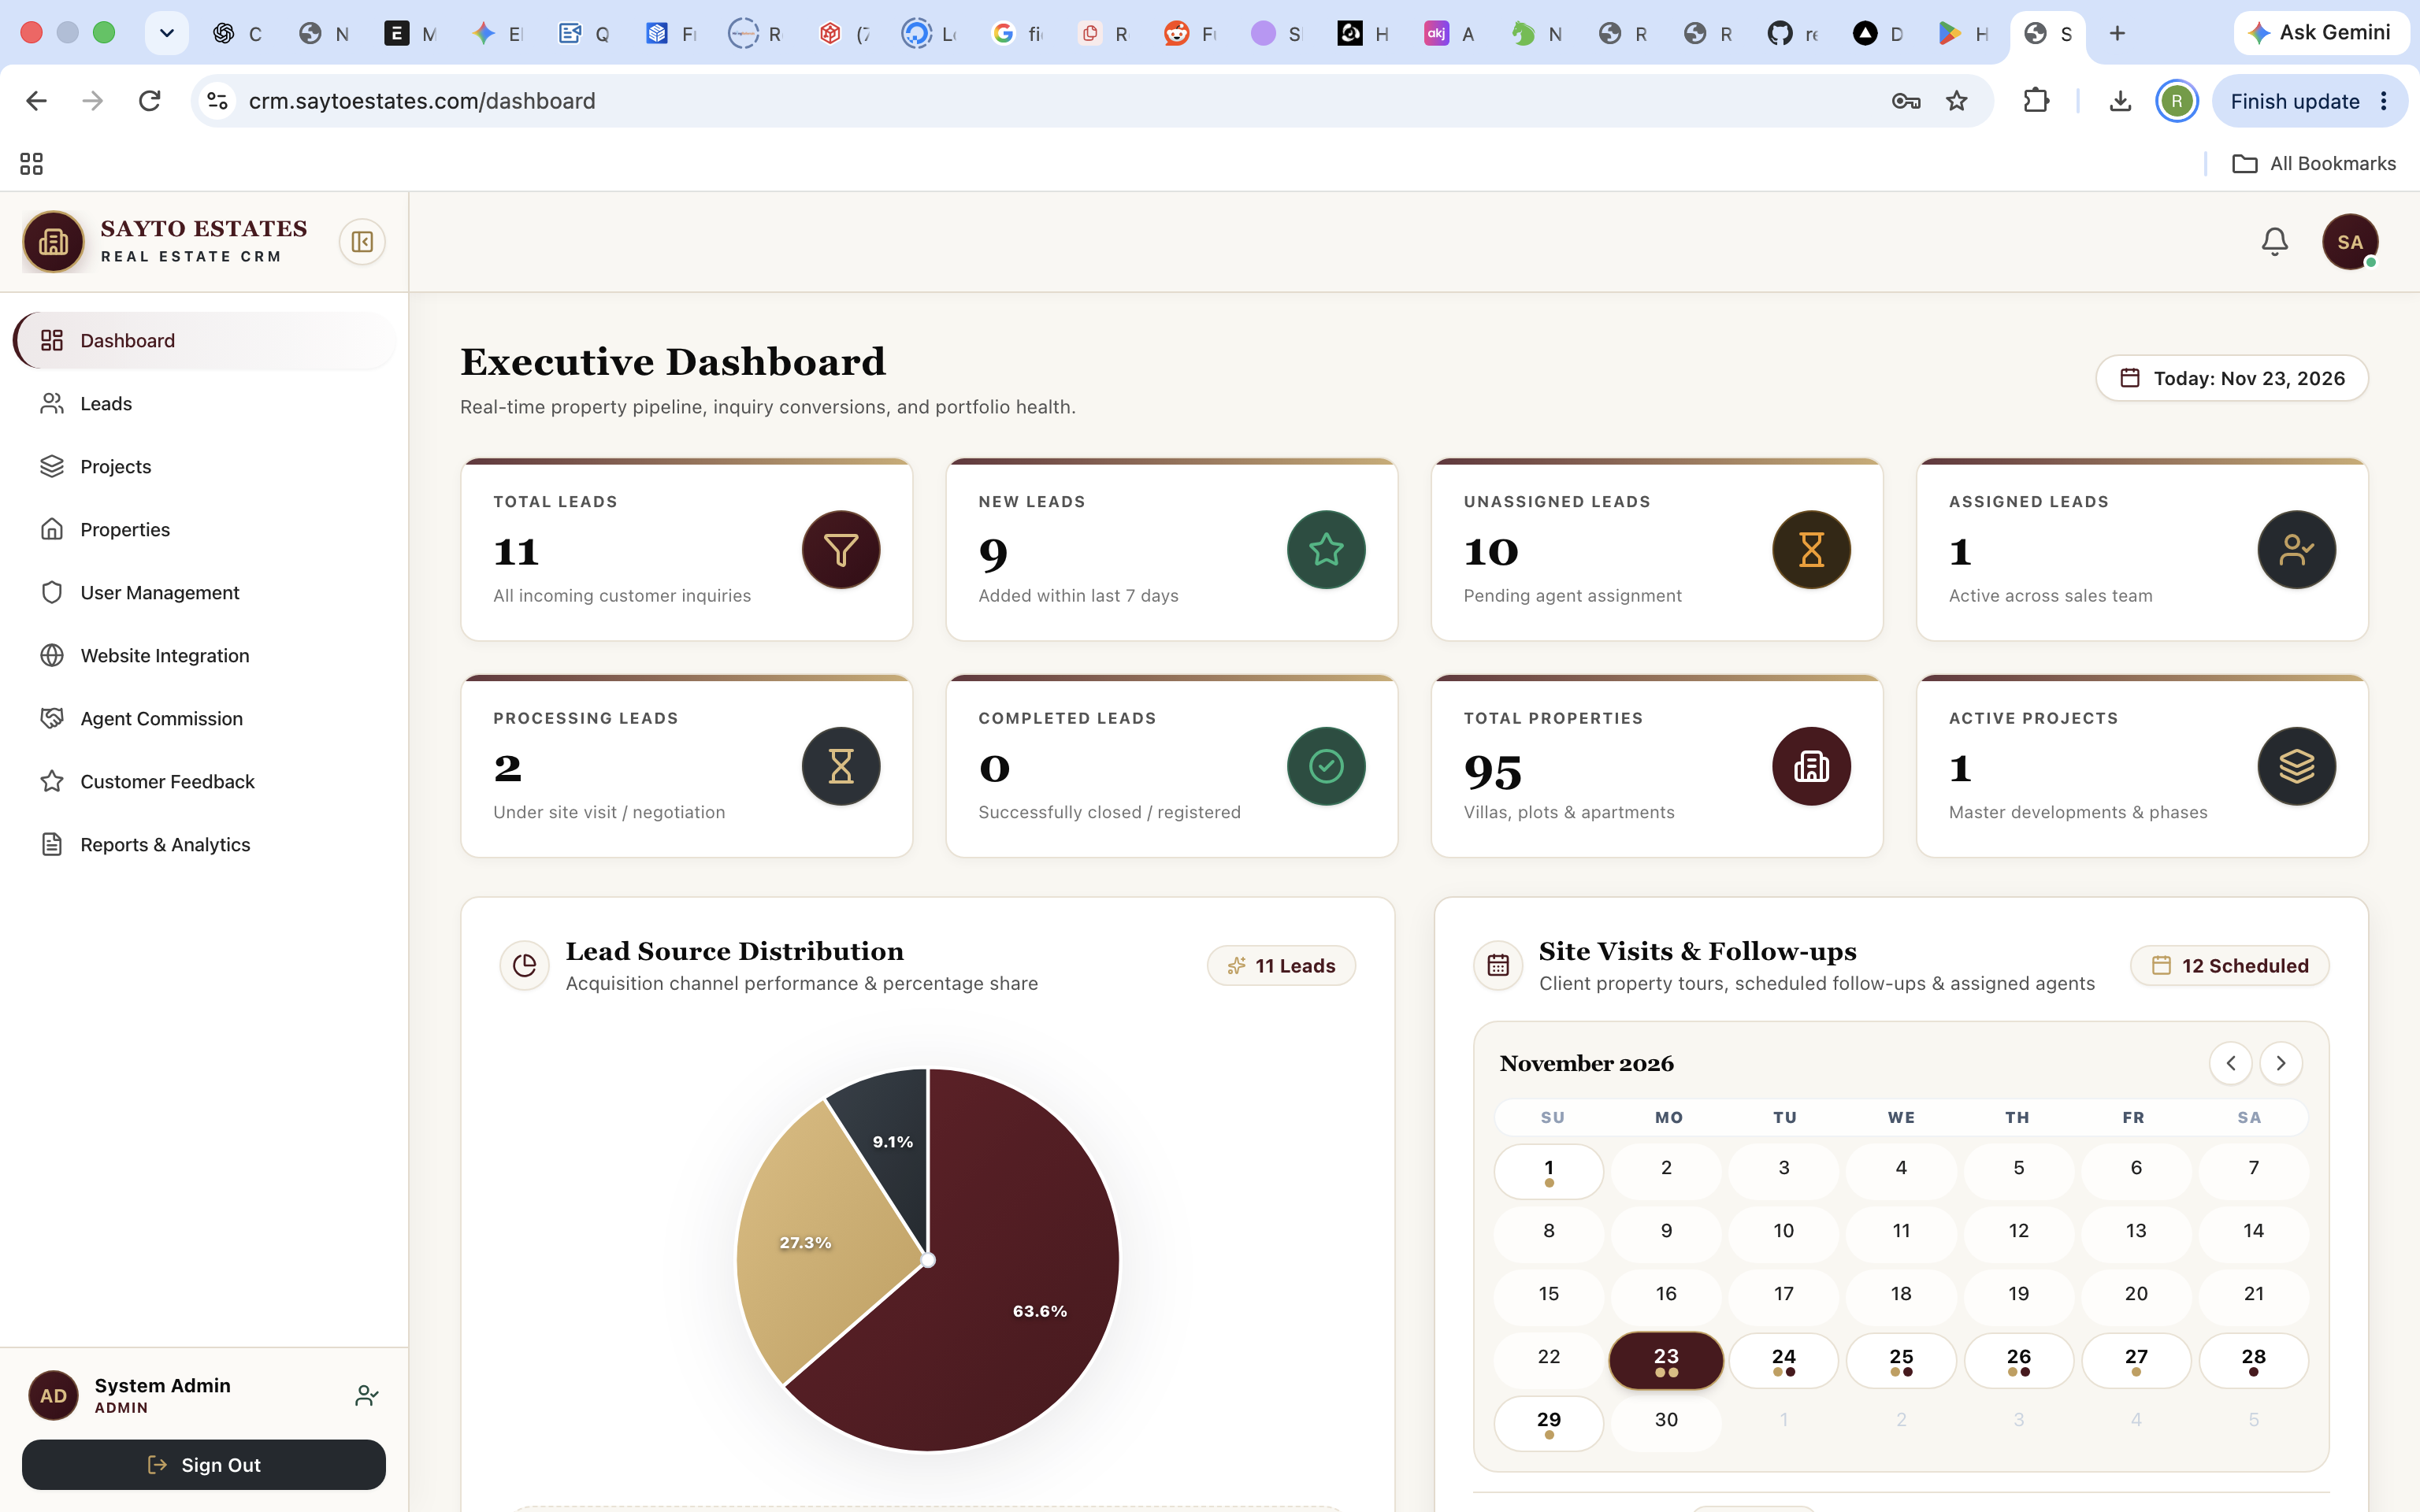 C
N
E M
El
Q
Fi
R
(7
Lo
fi
R
Fu
S
H
akj A
N
R
R
re
D
H
S
Ask Gemini
crm.saytoestates.com/dashboard
R
Finish update
All Bookmarks
SAYTO ESTATES
REAL ESTATE CRM
SA
Dashboard
Leads
Projects
Properties
User Management
Website Integration
Agent Commission
Customer Feedback
Reports & Analytics
AD
System Admin
ADMIN
Sign Out
Executive Dashboard
Real-time property pipeline, inquiry conversions, and portfolio health.
Today: Nov 23, 2026
TOTAL LEADS
11
All incoming customer inquiries
NEW LEADS
9
Added within last 7 days
UNASSIGNED LEADS
10
Pending agent assignment
ASSIGNED LEADS
1
Active across sales team
PROCESSING LEADS
2
Under site visit / negotiation
COMPLETED LEADS
0
Successfully closed / registered
TOTAL PROPERTIES
95
Villas, plots & apartments
ACTIVE PROJECTS
1
Master developments & phases
Lead Source Distribution
Acquisition channel performance & percentage share
11 Leads
9.1%
27.3%
63.6%
Site Visits & Follow-ups
Client property tours, scheduled follow-ups & assigned agents
12 Scheduled
November 2026
SU MO TU WE TH FR SA
1 2 3 4 5 6 7
8 9 10 11 12 13 14
15 16 17 18 19 20 21
22 23 24 25 26 27 28
29 30 1 2 3 4 5